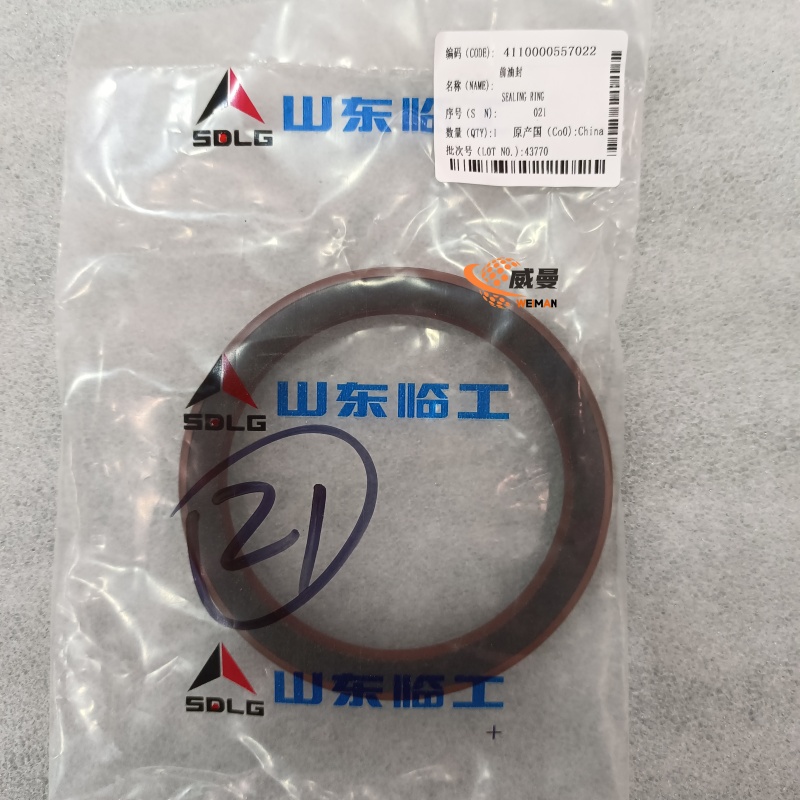 编码 (CODE): 4110000557022
前油封
名称 (NAME):
SEALING RING
序号 (S N): 021
数量 (QTY):1 原产国 (CoO):China
批次号 (LOT NO.):43770
SDLG 山东临
威曼
WEMAN
SDLG 山东临工
121
SDLG 山东临工